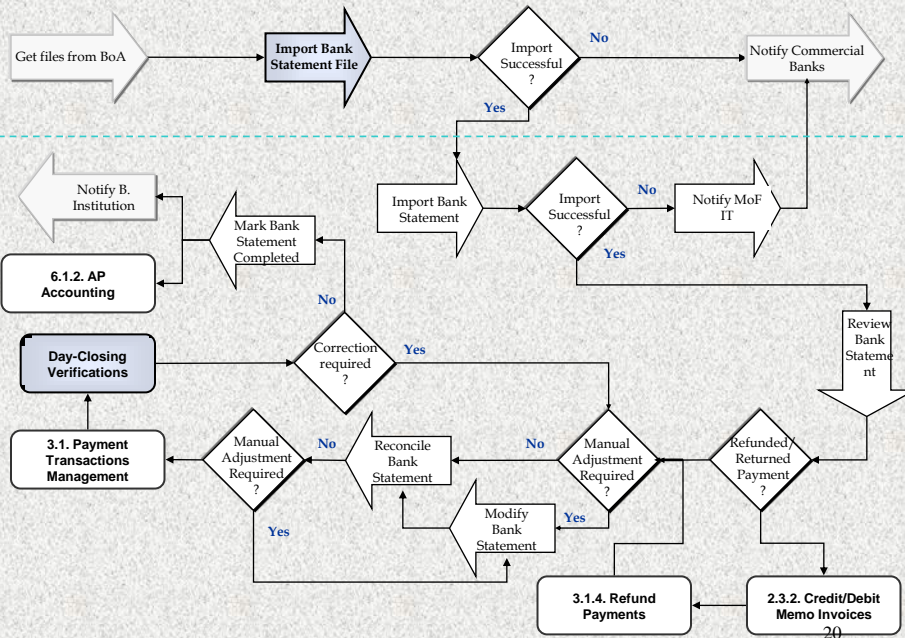 Get files from BoA
Import Bank
Statement File
Import
Successful
?
No
Notify Commercial
Banks
Yes
Notify B.
Institution
Mark Bank
Statement
Completed
Import Bank
Statement
Import
Successful
?
No
Notify MoF
IT
Yes
6.1.2. AP
Accounting
No
Review
Bank
Stateme
nt
Day-Closing
Verifications
Correction
required
?
Yes
3.1. Payment
Transactions
Management
Manual
Adjustment
Required
?
No
Reconcile
Bank
Statement
No
Manual
Adjustment
Required
?
Refunded/
Returned
Payment
?
Yes
Modify
Bank
Statement
Yes
3.1.4. Refund
Payments
2.3.2. Credit/Debit
Memo Invoices
20